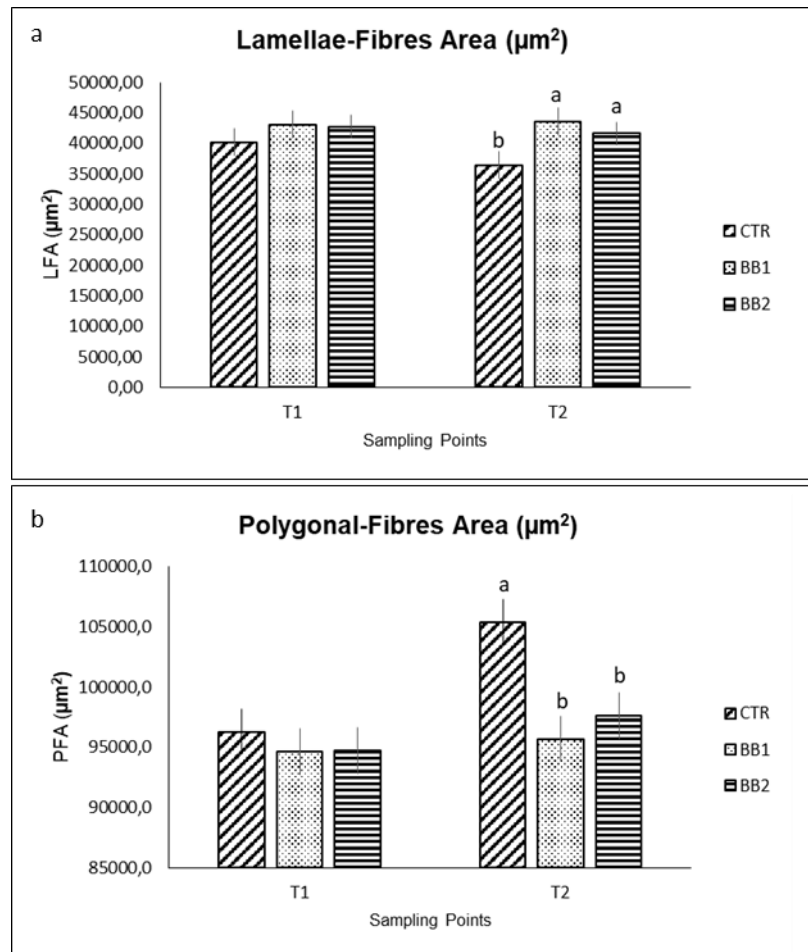 a
Lamellae-Fibres Area (µm²)
50000,00
45000,00
40000,00
35000,00
30000,00
25000,00
20000,00
15000,00
10000,00
5000,00
0,00
LFA (µm²)
b
a
a
T1
T2
Sampling Points
CTR
BB1
BB2
b
Polygonal-Fibres Area (µm²)
110000,0
105000,0
100000,0
95000,0
90000,0
85000,0
PFA (µm²)
a
b
b
T1
T2
Sampling Points
CTR
BB1
BB2